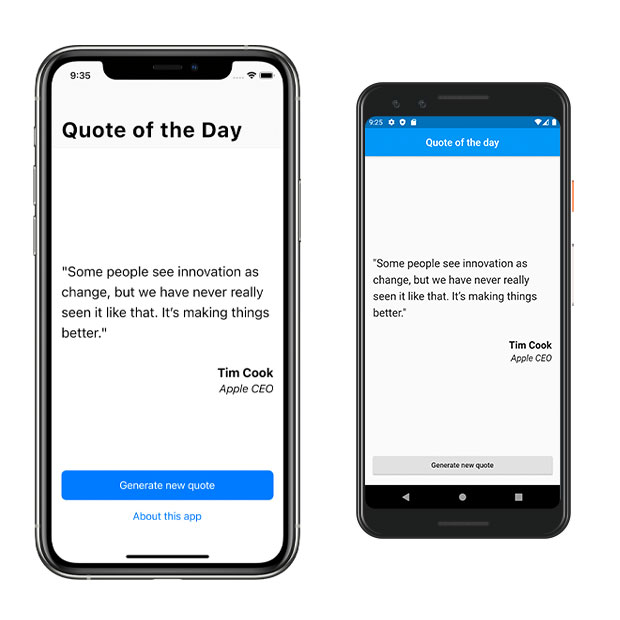 9:35
Quote of the Day
"Some people see innovation as
change, but we have never really
seen it like that. It’s making things
better."
Tim Cook
Apple CEO
Generate new quote
About this app
9:25
Quote of the day
"Some people see innovation as
change, but we have never really
seen it like that. It’s making things
better."
Tim Cook
Apple CEO
Generate new quote